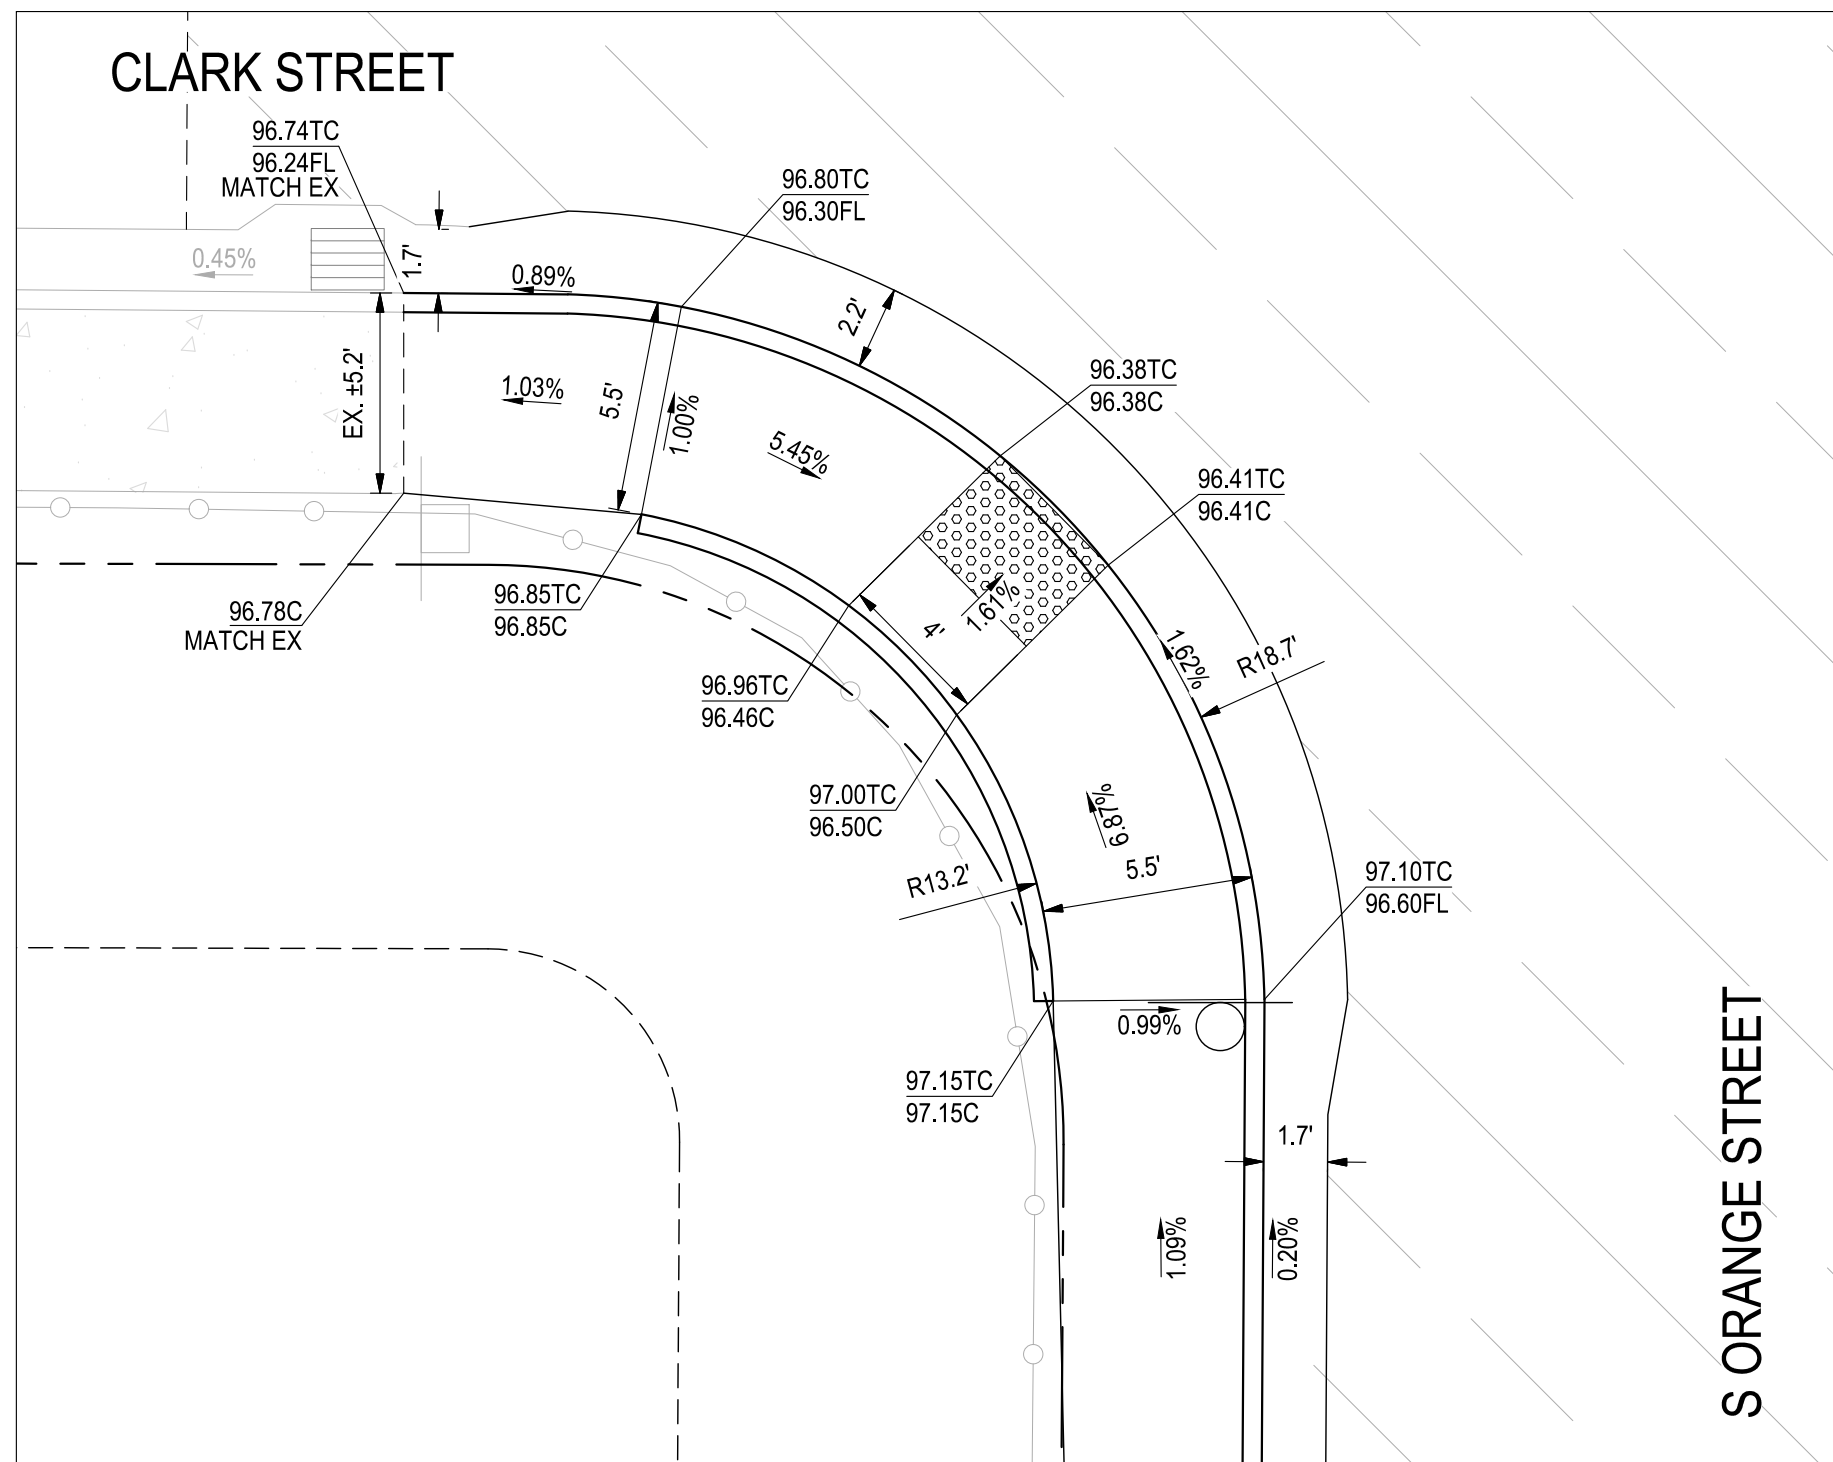 CLARK STREET
96.74TC
96.24FL
MATCH EX
0.45%
1.7'
0.89%
96.80TC
96.30FL
2.2'
EX. ±5.2'
1.03%
5.5'
1.00%
5.45%
96.38TC
96.38C
96.41TC
96.41C
96.78C
MATCH EX
96.85TC
96.85C
4'
1.61%
1.62%
R18.7'
96.96TC
96.46C
97.00TC
96.50C
6.87%
R13.2'
5.5'
97.10TC
96.60FL
0.99%
97.15TC
97.15C
1.7'
1.09%
0.20%
S ORANGE STREET